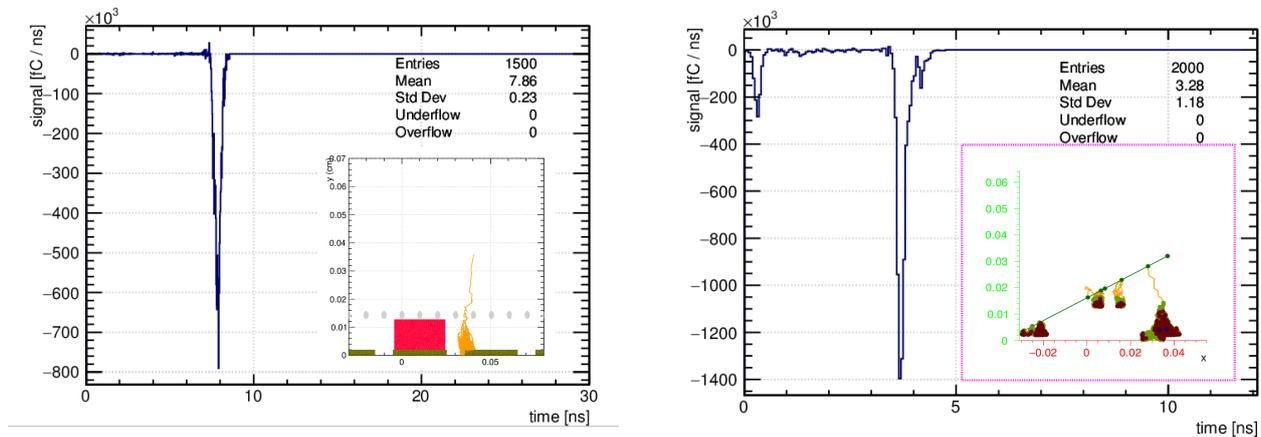 ×10³
signal [fC / ns]
0
−100
−200
−300
−400
−500
−600
−700
−800
0 10 20 30
time [ns]
Entries 1500
Mean 7.86
Std Dev 0.23
Underflow 0
Overflow 0
y (cm)
0.07
0.06
0.05
0.04
0.03
0.02
0.01
0
0 0.05
×10³
signal [fC / ns]
0
−200
−400
−600
−800
−1000
−1200
−1400
0 5 10
time [ns]
Entries 2000
Mean 3.28
Std Dev 1.18
Underflow 0
Overflow 0
0.06
0.05
0.04
0.03
0.02
0.01
0
−0.02 0 0.02 0.04
x